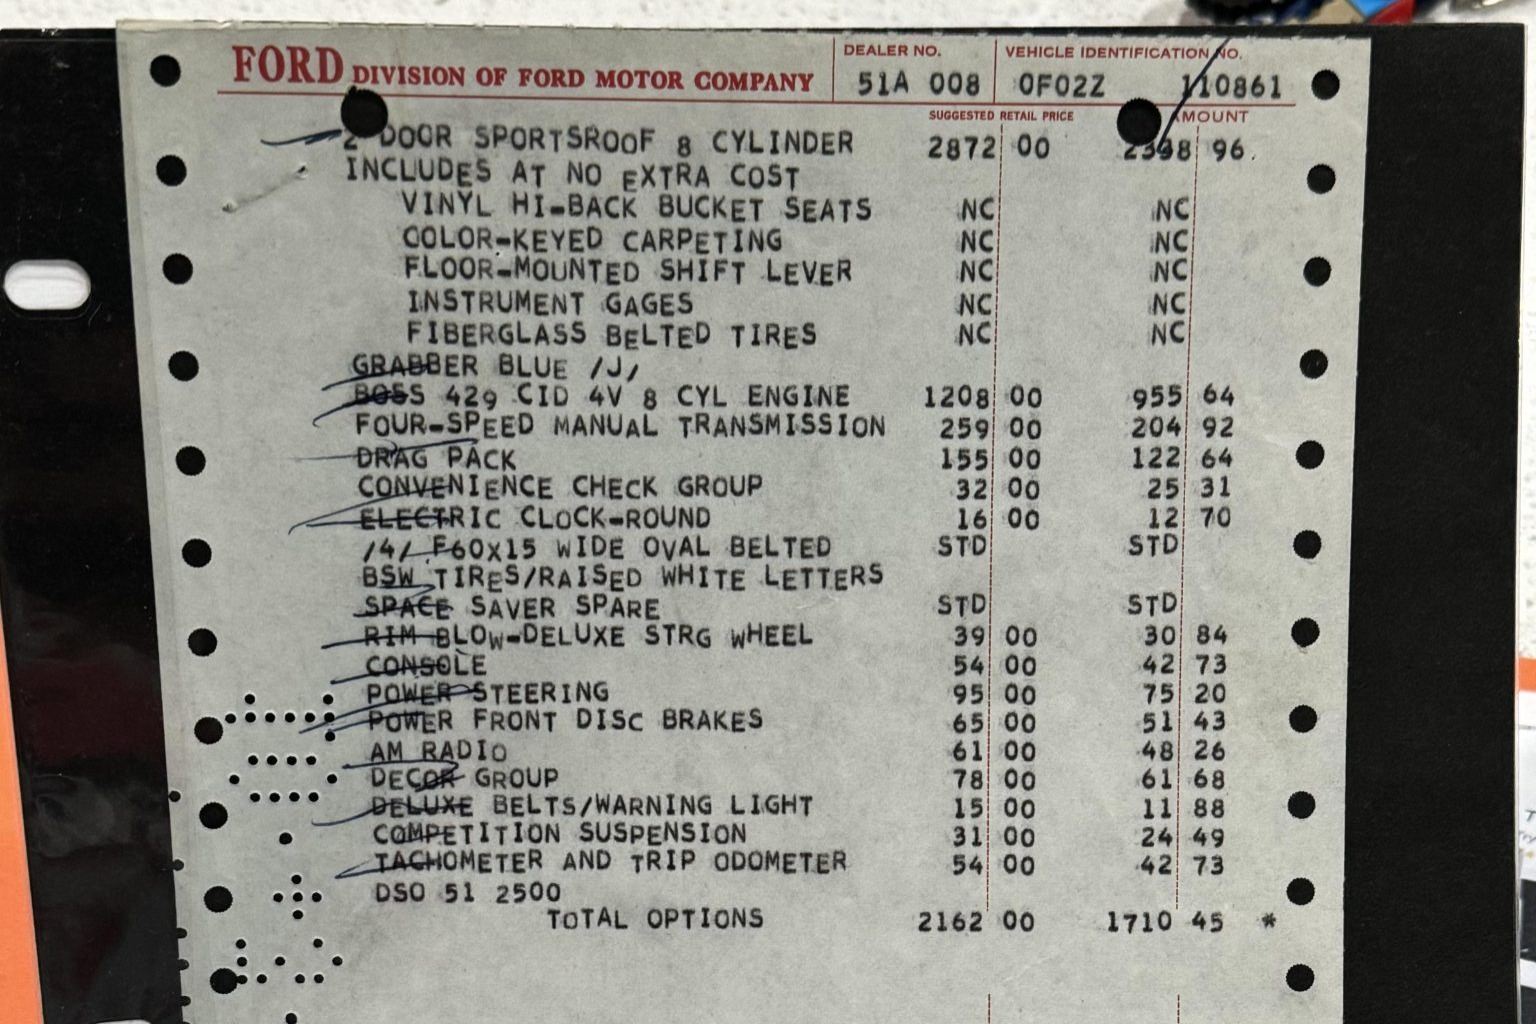 FORD DIVISION OF FORD MOTOR COMPANY
DEALER NO. VEHICLE IDENTIFICATION NO.
51A 008 0F02Z 110861
SUGGESTED RETAIL PRICE AMOUNT
2 DOOR SPORTSROOF 8 CYLINDER 2872 00 2338 96.
INCLUDES AT NO EXTRA COST
VINYL HI-BACK BUCKET SEATS NC NC
COLOR-KEYED CARPETING NC NC
FLOOR-MOUNTED SHIFT LEVER NC NC
INSTRUMENT GAGES NC NC
FIBERGLASS BELTED TIRES NC NC
GRABBER BLUE /J/
BOSS 429 CID 4V 8 CYL ENGINE 1208 00 955 64
FOUR-SPEED MANUAL TRANSMISSION 259 00 204 92
DRAG PACK 155 00 122 64
CONVENIENCE CHECK GROUP 32 00 25 31
ELECTRIC CLOCK-ROUND 16 00 12 70
/4/ F60X15 WIDE OVAL BELTED STD STD
BSW TIRES/RAISED WHITE LETTERS
SPACE SAVER SPARE STD STD
RIM BLOW-DELUXE STRG WHEEL 39 00 30 84
CONSOLE 54 00 42 73
POWER STEERING 95 00 75 20
POWER FRONT DISC BRAKES 65 00 51 43
AM RADIO 61 00 48 26
DECOR GROUP 78 00 61 68
DELUXE BELTS/WARNING LIGHT 15 00 11 88
COMPETITION SUSPENSION 31 00 24 49
TACHOMETER AND TRIP ODOMETER 54 00 42 73
DSO 51 2500
TOTAL OPTIONS 2162 00 1710 45 *